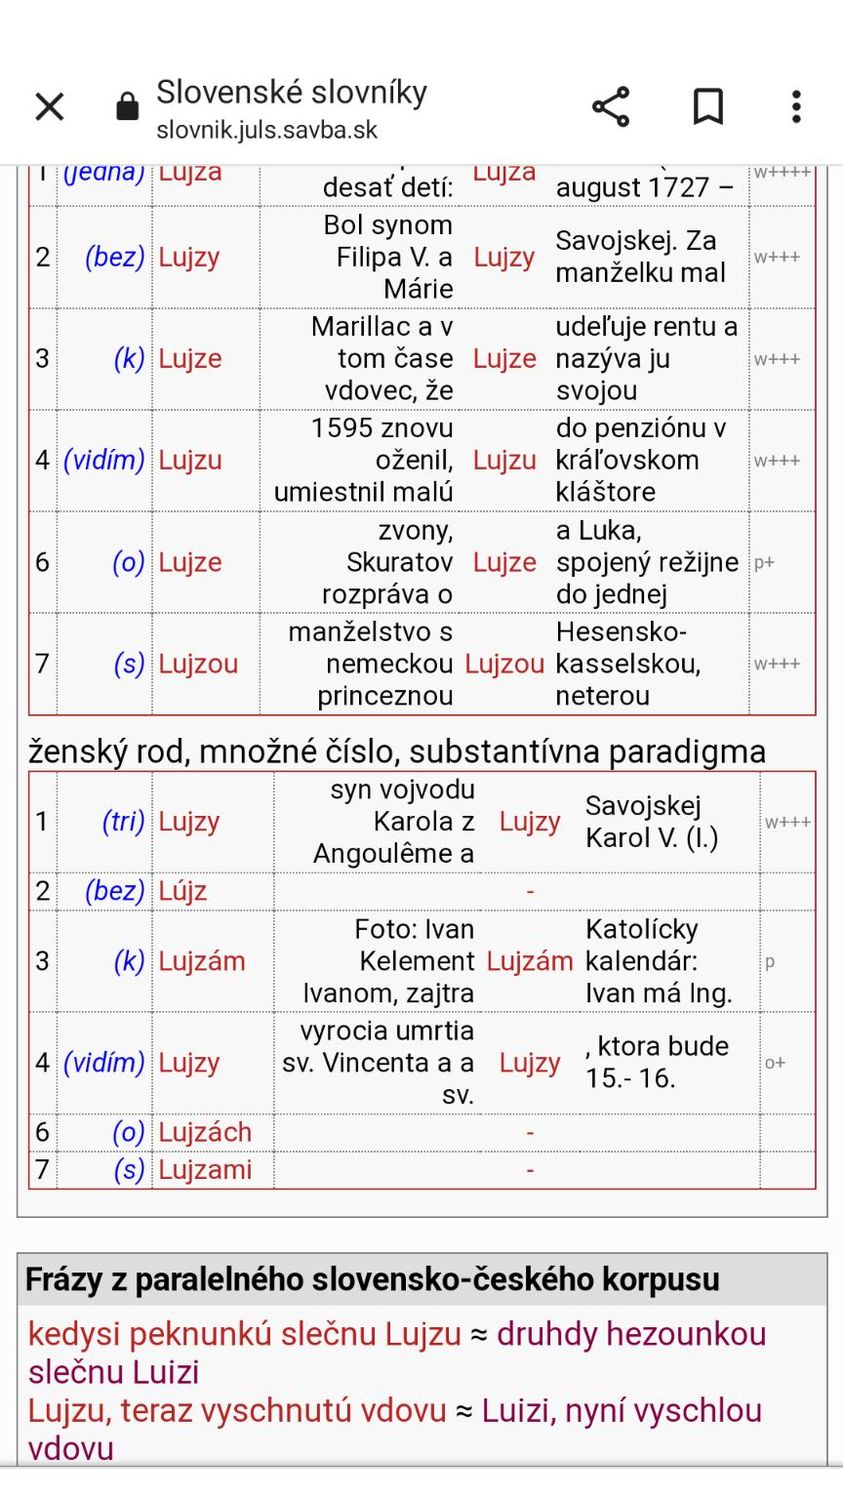 Slovenské slovníky
slovnik.juls.savba.sk
1 (jedna) Lujza desať detí: Lujza august 1727 – w++++
2 (bez) Lujzy Bol synom Filipa V. a Márie Lujzy Savojskej. Za manželku mal w+++
3 (k) Lujze Marillac a v tom čase vdovec, že Lujze udeľuje rentu a nazýva ju svojou w+++
4 (vidím) Lujzu 1595 znovu oženil, umiestnil malú Lujzu do penziónu v kráľovskom kláštore w+++
6 (o) Lujze zvony, Skuratov rozpráva o Lujze a Luka, spojený režijne do jednej p+
7 (s) Lujzou manželstvo s nemeckou princeznou Lujzou Hesensko-kasselskou, neterou w+++
ženský rod, množné číslo, substantívna paradigma
1 (tri) Lujzy syn vojvodu Karola z Angoulême a Lujzy Savojskej Karol V. (I.) w+++
2 (bez) Lújz -
3 (k) Lujzám Foto: Ivan Kelement Ivanom, zajtra Lujzám Katolícky kalendár: Ivan má Ing. p
4 (vidím) Lujzy vyrocia umrtia sv. Vincenta a a sv. Lujzy , ktora bude 15.- 16. o+
6 (o) Lujzách -
7 (s) Lujzami -
Frázy z paralelného slovensko-českého korpusu
kedysi peknunkú slečnu Lujzu ≈ druhdy hezounkou
slečnu Luizi
Lujzu, teraz vyschnutú vdovu ≈ Luizi, nyní vyschlou
vdovu